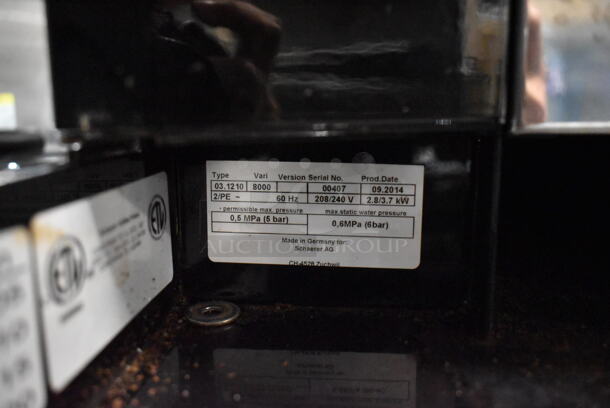 Type Vari Version Serial No. Prod.Date
03.1210 8000 00407 09.2014
2/PE ~ 60 Hz 208/240 V 2.8/3.7 kW
- permissible max. pressure max.static water pressure
0,5 MPa (5 bar) 0,6MPa (6bar)
Made in Germany for:
Schaerer AG
CH-4528 Zuchwil
AUCTION GROUP